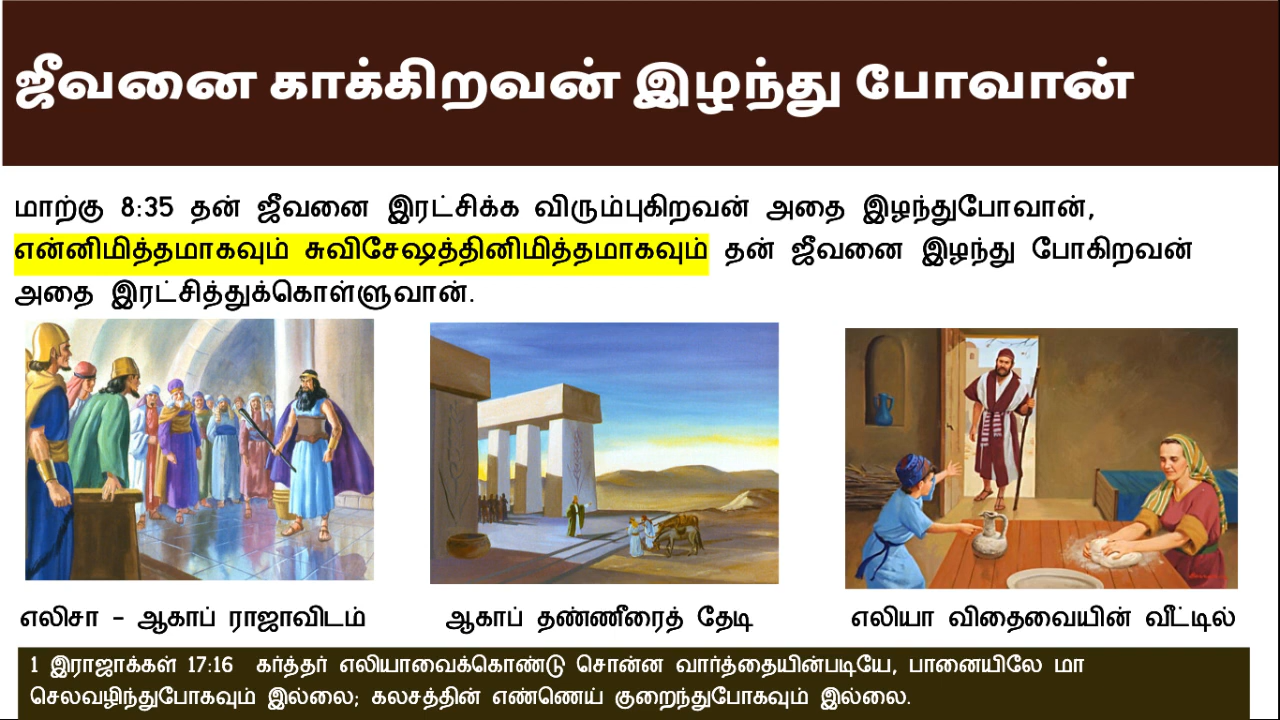 ஜீவனை காக்கிறவன் இழந்து போவான்
மாற்கு 8:35 தன் ஜீவனை இரட்சிக்க விரும்புகிறவன் அதை இழந்துபோவான்,
என்னிமித்தமாகவும் சுவிசேஷத்தினிமித்தமாகவும் தன் ஜீவனை இழந்து போகிறவன்
அதை இரட்சித்துக்கொள்ளுவான்.
எலிசா - ஆகாப் ராஜாவிடம்
ஆகாப் தண்ணீரைத் தேடி
எலியா விதைவையின் வீட்டில்
1 இராஜாக்கள் 17:16 கர்த்தர் எலியாவைக்கொண்டு சொன்ன வார்த்தையின்படியே, பானையிலே மா
செலவழிந்துபோகவும் இல்லை; கலசத்தின் எண்ணெய் குறைந்துபோகவும் இல்லை.